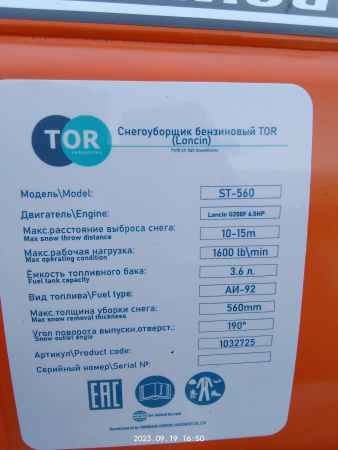 TOR
industries
Снегоуборщик бензиновый TOR
(Loncin)
Модель\Model:
ST-560
Двигатель\Engine:
Loncin G200F 6.5HP
Макс.расстояние выброса снега:
Max snow throw distance
10-15m
Макс.рабочая нагрузка:
Max operating condition
1600 lb\min
Ёмкость топливного бака:
Fuel tank capacity
3.6 л.
Вид топлива\Fuel type:
АИ-92
Макс.толщина уборки снега:
Max snow removal thickness
560mm
Угол поворота выпускн.отверст.:
Snow outlet angle
190°
Артикул\Product code:
1032725
Серийный номер\Serial №:
EAC
2023.09.19 16:50